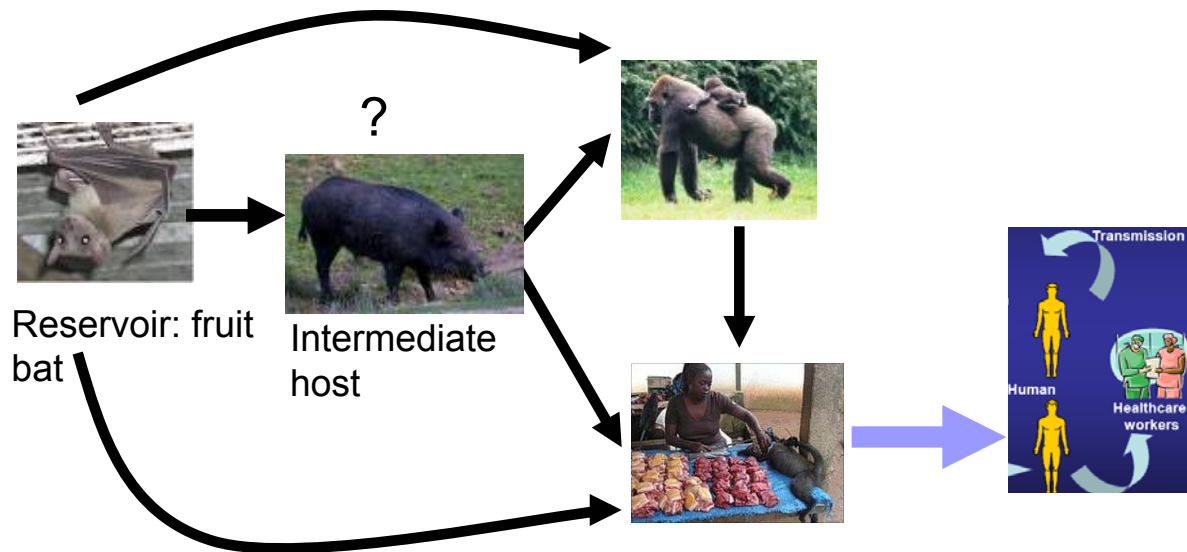 ?
Reservoir: fruit
bat
Intermediate
host
Transmission
Human
Healthcare
workers